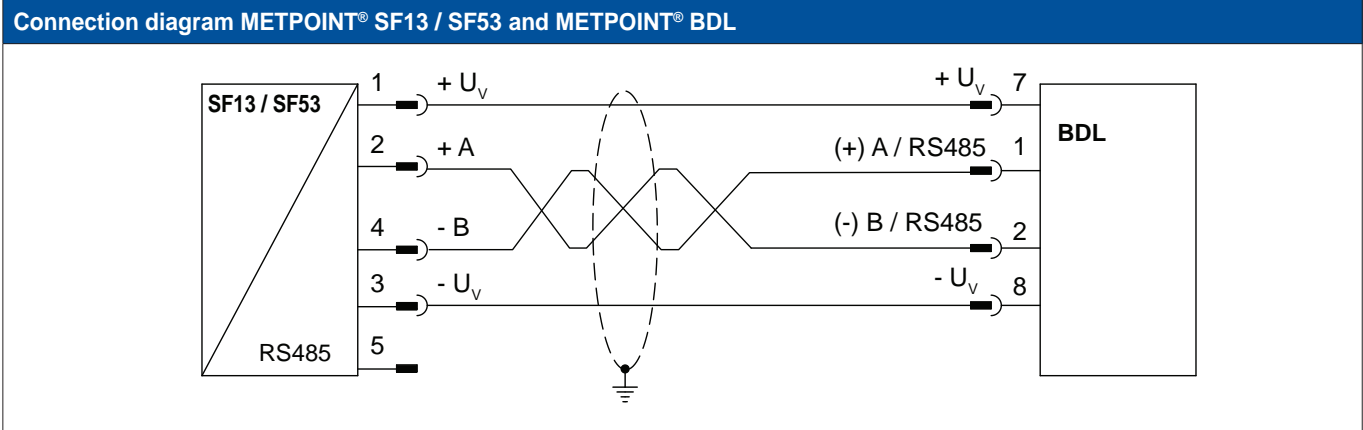 Connection diagram METPOINT® SF13 / SF53 and METPOINT® BDL
SF13 / SF53
1 + Uv
+ Uv 7
BDL
2 + A
(+) A / RS485 1
4 - B
(-) B / RS485 2
3 - Uv
- Uv 8
RS485 5